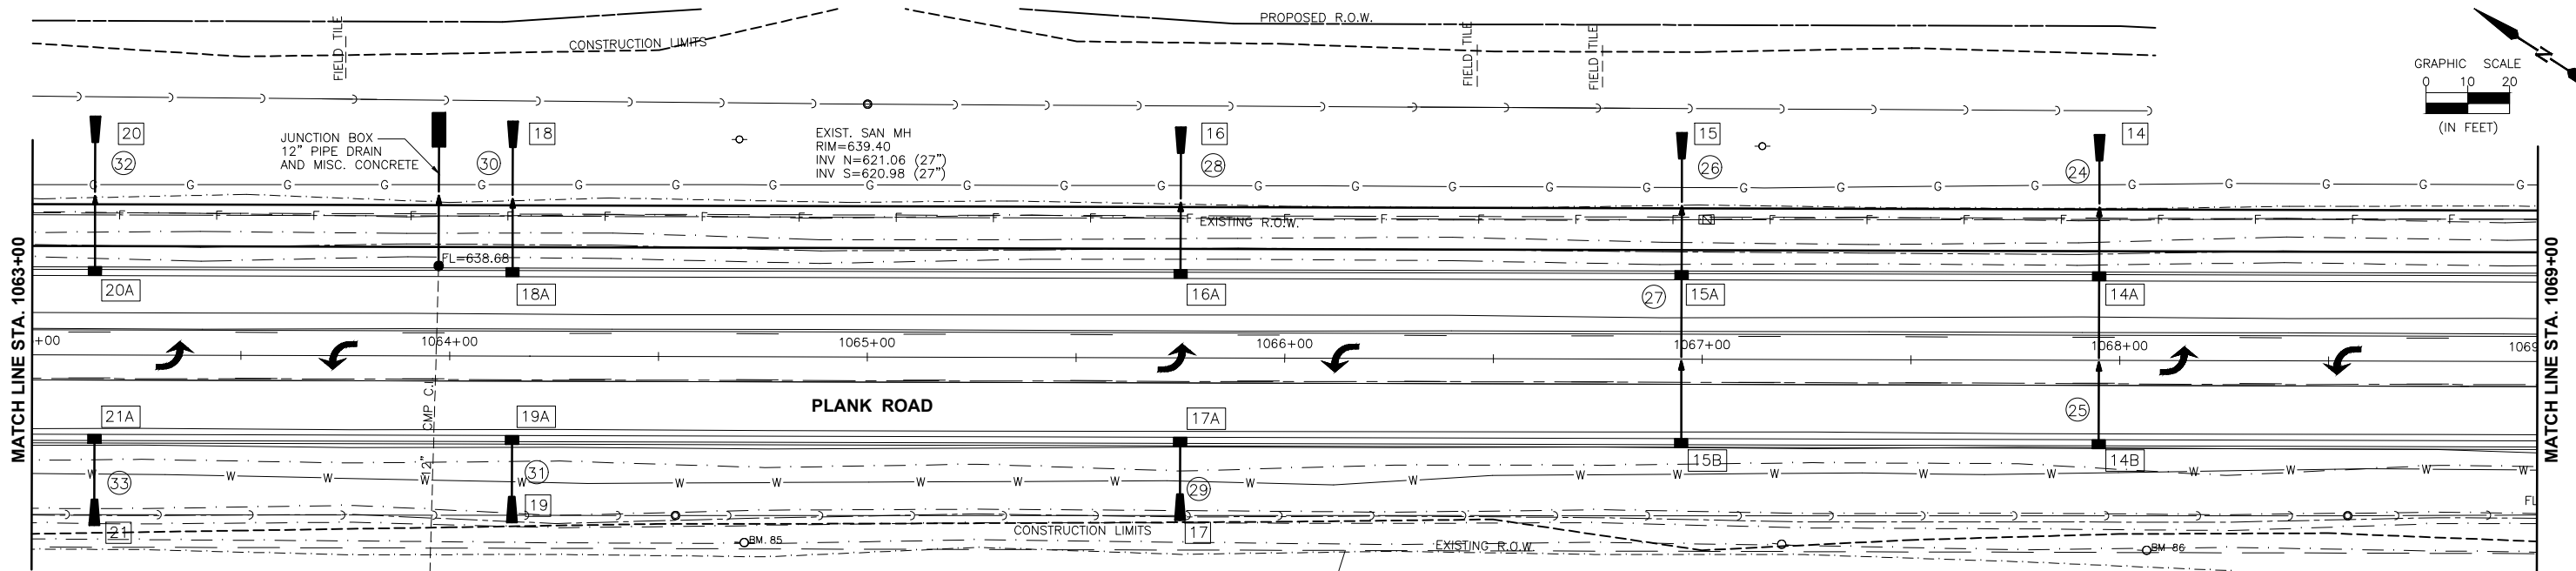 PROPOSED R.O.W.
CONSTRUCTION LIMITS
FIELD TILE
FIELD TILE
FIELD TILE
N
GRAPHIC SCALE
0 10 20
(IN FEET)
20
32
JUNCTION BOX
12" PIPE DRAIN
AND MISC. CONCRETE
30
18
EXIST. SAN MH
RIM=639.40
INV N=621.06 (27")
INV S=620.98 (27")
16
28
15
26
14
24
G G G G G G G G G G G G G G G G G G G G G G G G G G
F F F F F F F F F F F F F F F F F F F F F F F F F
EXISTING R.O.W.
FL=638.68
20A
18A
16A
27
15A
14A
MATCH LINE STA. 1063+00
MATCH LINE STA. 1069+00
+00
1064+00
1065+00
1066+00
1067+00
1068+00
1069
12" CMP C.I.
PLANK ROAD
21A
19A
17A
25
15B
14B
W W W W W W W W W W W W W W W W W W W W
33
31
29
21
19
17
FL
CONSTRUCTION LIMITS
BM 85
EXISTING R.O.W.
BM 86